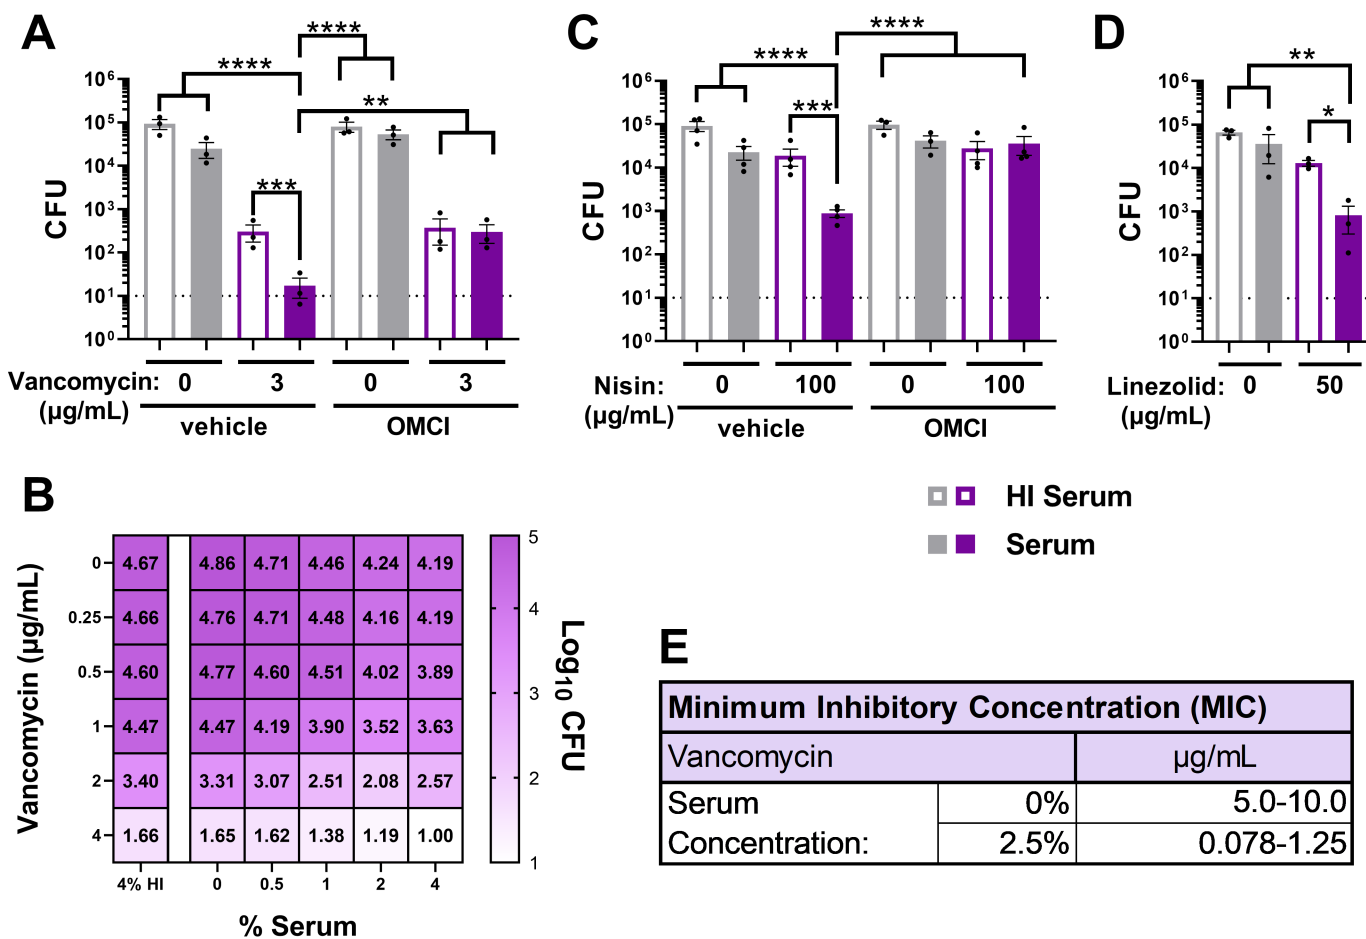 A
****
****
**
***
CFU
10⁶
10⁵
10⁴
10³
10²
10¹
10⁰
Vancomycin: 0 3 0 3
(µg/mL)
vehicle OMCI
C
****
****
***
CFU
10⁶
10⁵
10⁴
10³
10²
10¹
10⁰
Nisin: 0 100 0 100
(µg/mL)
vehicle OMCI
D
**
*
CFU
10⁶
10⁵
10⁴
10³
10²
10¹
10⁰
Linezolid: 0 50
(µg/mL)
HI Serum
Serum
B
Vancomycin (µg/mL)
0 4.67 4.86 4.71 4.46 4.24 4.19
0.25 4.66 4.76 4.71 4.48 4.16 4.19
0.5 4.60 4.77 4.60 4.51 4.02 3.89
1 4.47 4.47 4.19 3.90 3.52 3.63
2 3.40 3.31 3.07 2.51 2.08 2.57
4 1.66 1.65 1.62 1.38 1.19 1.00
4% HI 0 0.5 1 2 4
% Serum
5
4
3
2
1
Log₁₀ CFU
E
Minimum Inhibitory Concentration (MIC)
Vancomycin µg/mL
Serum 0% 5.0-10.0
Concentration: 2.5% 0.078-1.25